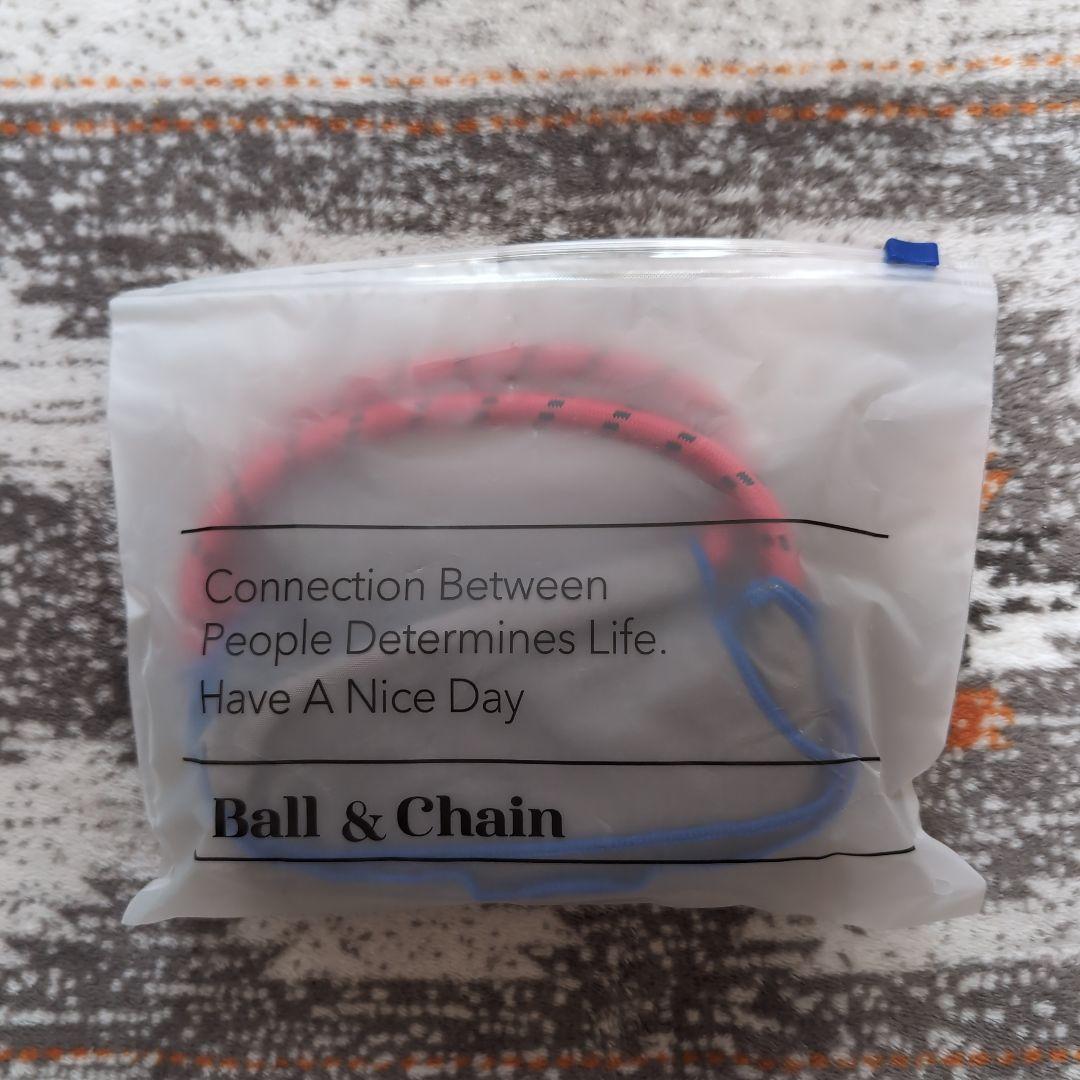 Connection Between
People Determines Life.
Have A Nice Day
Ball & Chain